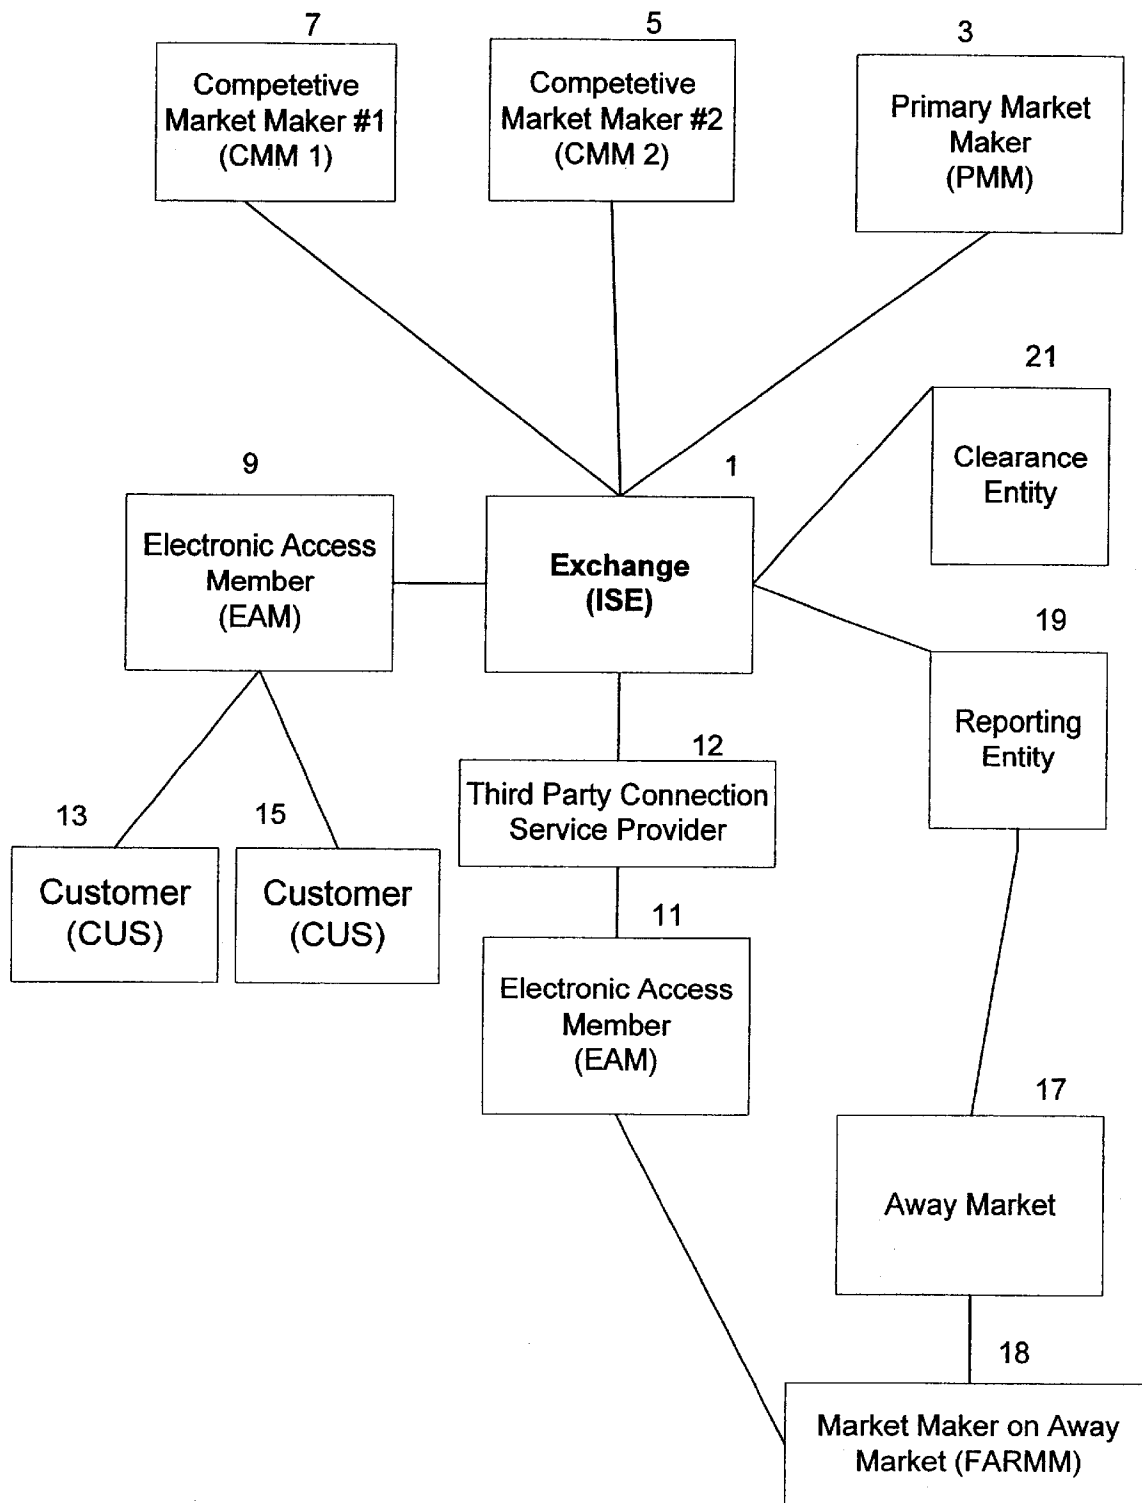 7
Competetive
Market Maker #1
(CMM 1)
5
Competetive
Market Maker #2
(CMM 2)
3
Primary Market
Maker
(PMM)
21
Clearance
Entity
9
Electronic Access
Member
(EAM)
1
Exchange
(ISE)
19
Reporting
Entity
12
Third Party Connection
Service Provider
13
Customer
(CUS)
15
Customer
(CUS)
11
Electronic Access
Member
(EAM)
17
Away Market
18
Market Maker on Away
Market (FARMM)